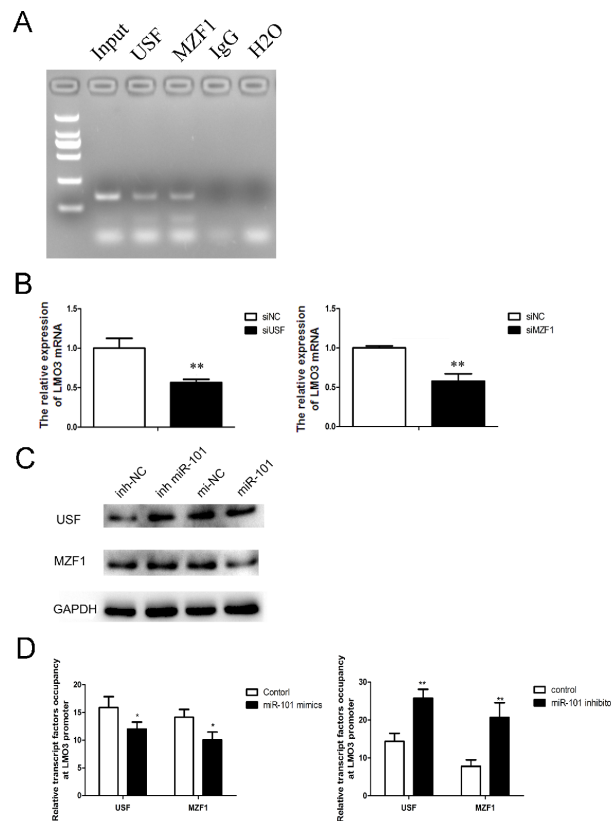 A
Input USF MZF1 IgG H2O
B
The relative expression
of LMO3 mRNA
1.5
1.0
0.5
0.0
**
siNC
siUSF
The relative expression
of LMO3 mRNA
1.5
1.0
0.5
0.0
**
siNC
siMZF1
C
inh-NC inh miR-101 mi-NC miR-101
USF
MZF1
GAPDH
D
Relative transcript factors occupancy
at LMO3 promoter
20
15
10
5
0
* *
USF MZF1
Contorl
miR-101 mimics
Relative transcript factors occupancy
at LMO3 promoter
30
20
10
0
** **
USF MZF1
control
miR-101 inhibito